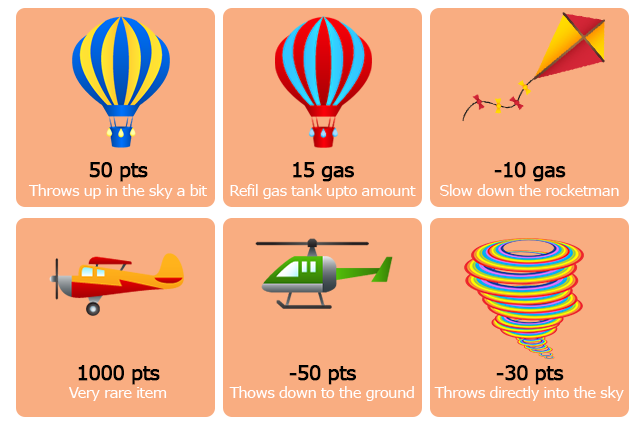 50 pts
Throws up in the sky a bit
15 gas
Refil gas tank upto amount
-10 gas
Slow down the rocketman
1000 pts
Very rare item
-50 pts
Thows down to the ground
-30 pts
Throws directly into the sky